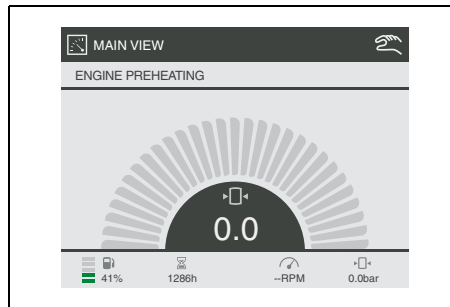 MAIN VIEW
ENGINE PREHEATING
0.0
41% 1286h --RPM 0.0bar